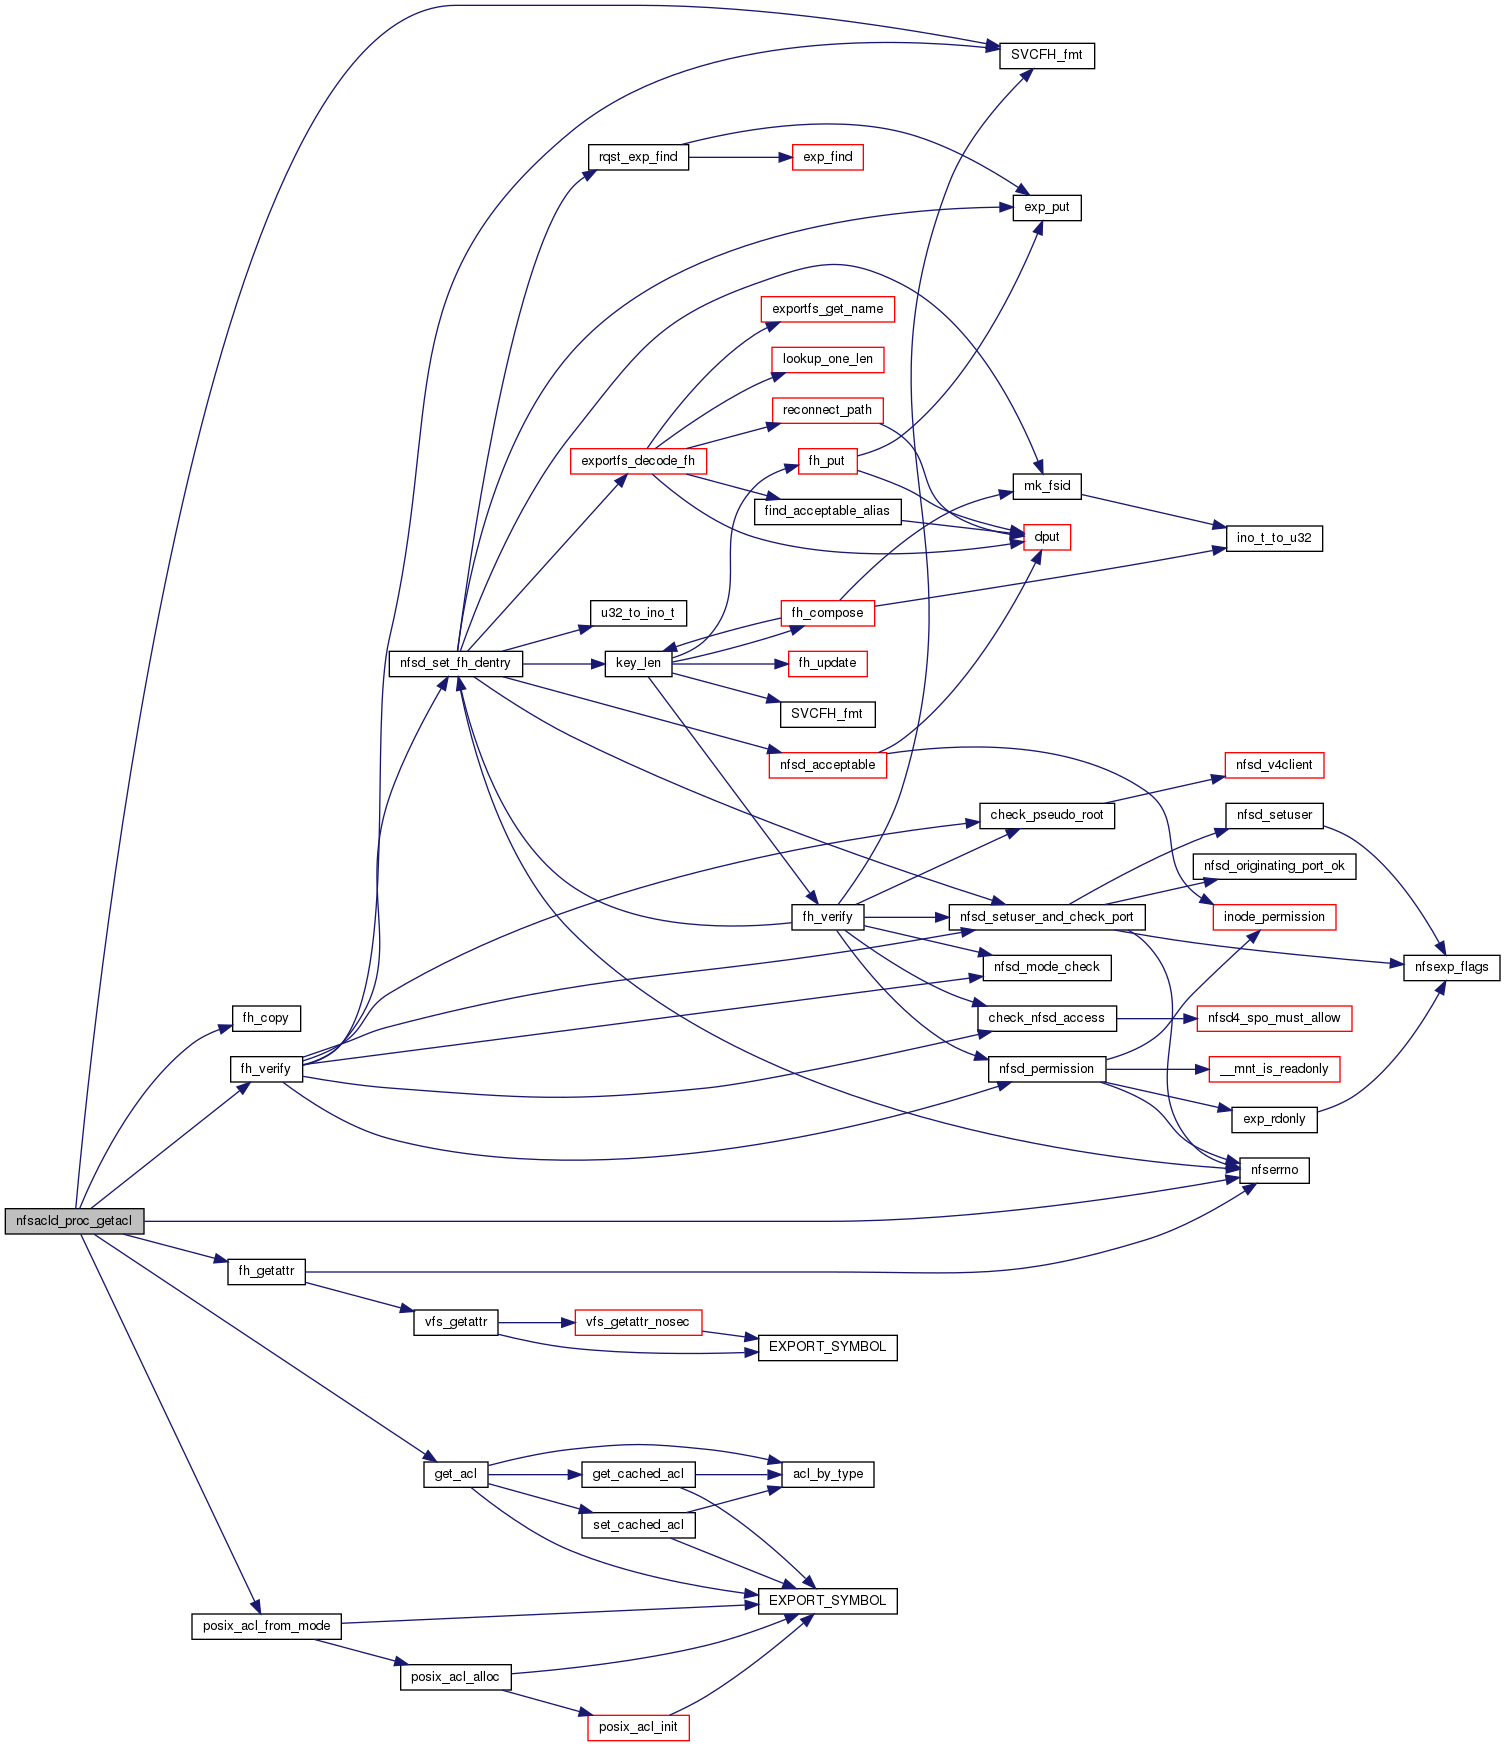 SVCFH_fmt
rqst_exp_find
exp_find
exp_put
exportfs_get_name
lookup_one_len
reconnect_path
exportfs_decode_fh
fh_put
mk_fsid
find_acceptable_alias
dput
ino_t_to_u32
u32_to_ino_t
fh_compose
nfsd_set_fh_dentry
key_len
fh_update
SVCFH_fmt
nfsd_acceptable
nfsd_v4client
check_pseudo_root
nfsd_setuser
nfsd_originating_port_ok
fh_verify
nfsd_setuser_and_check_port
inode_permission
nfsd_mode_check
nfsexp_flags
fh_copy
check_nfsd_access
nfsd4_spo_must_allow
fh_verify
nfsd_permission
__mnt_is_readonly
exp_rdonly
nfserrno
nfsacld_proc_getacl
fh_getattr
vfs_getattr
vfs_getattr_nosec
EXPORT_SYMBOL
get_acl
get_cached_acl
acl_by_type
set_cached_acl
EXPORT_SYMBOL
posix_acl_from_mode
posix_acl_alloc
posix_acl_init